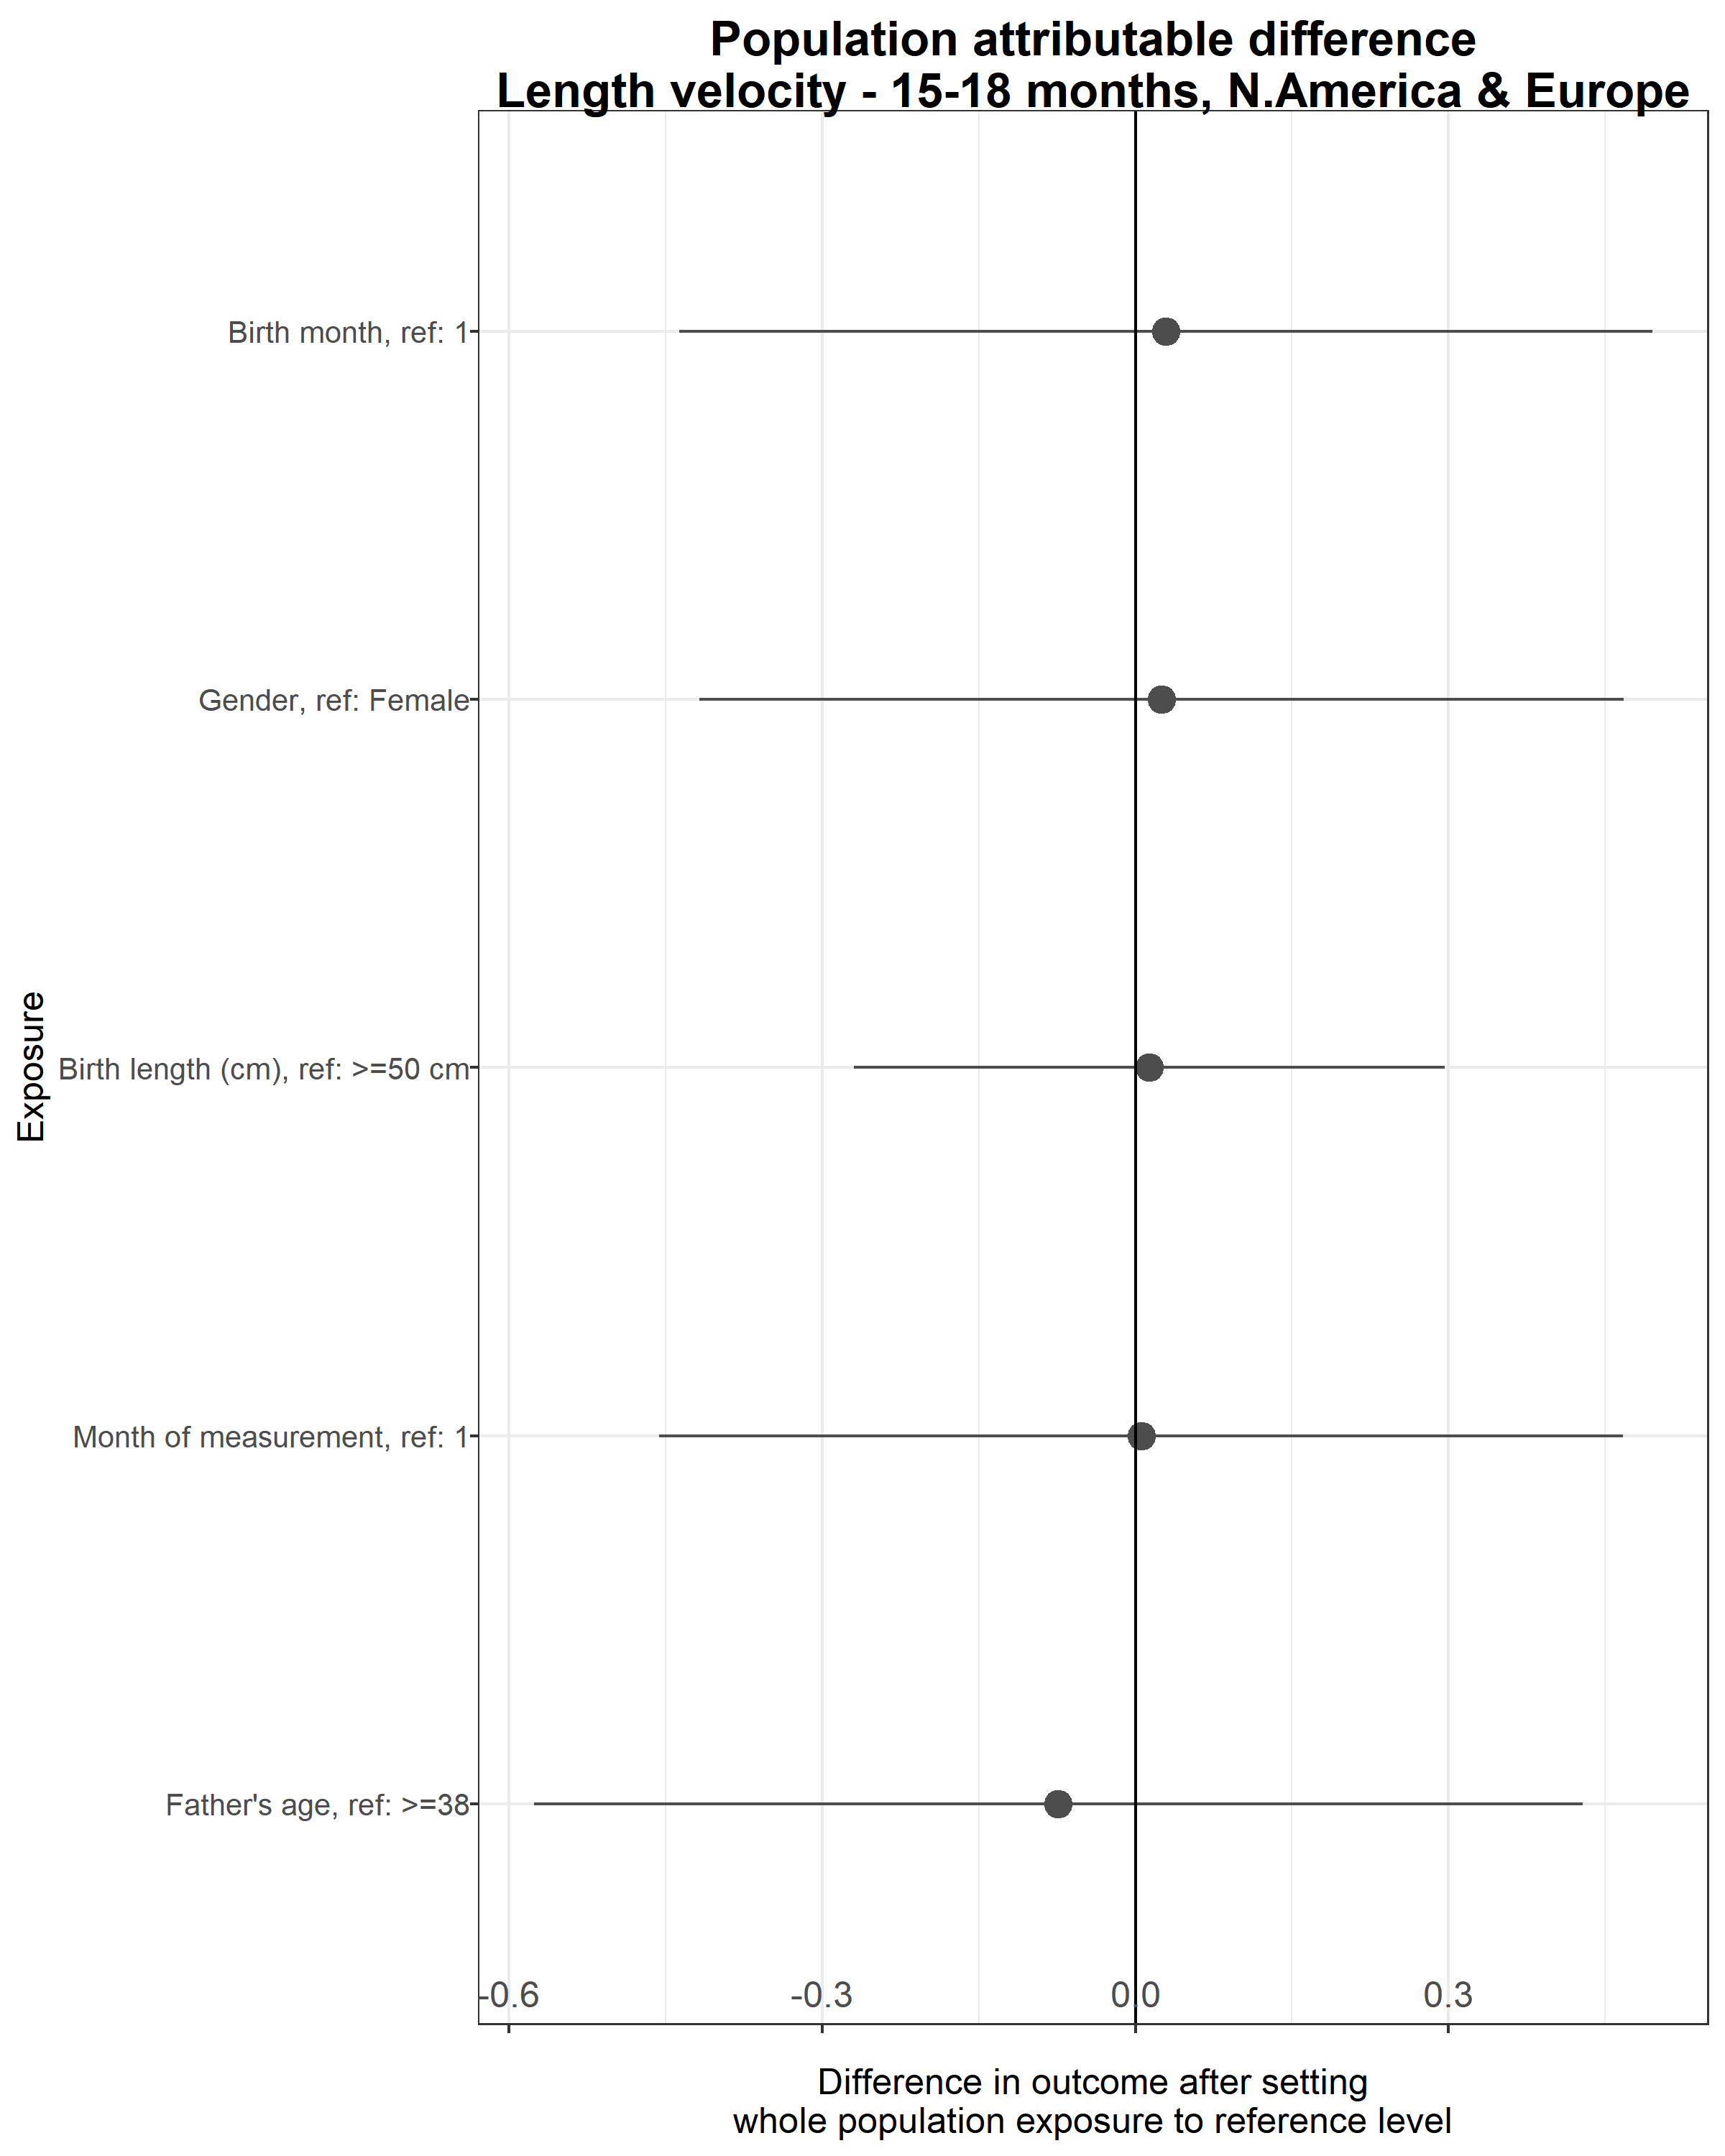 Population attributable difference
Length velocity - 15-18 months, N.America & Europe
Exposure
Birth month, ref: 1
Gender, ref: Female
Birth length (cm), ref: >=50 cm
Month of measurement, ref: 1
Father's age, ref: >=38
-0.6 -0.3 0.0 0.3
Difference in outcome after setting
whole population exposure to reference level